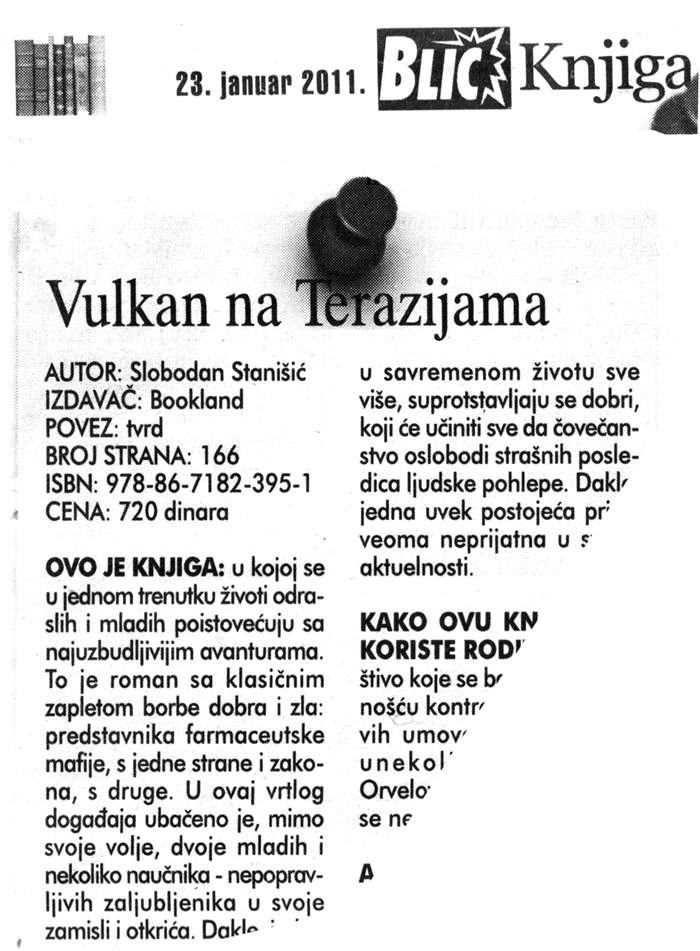 23. januar 2011.
BLIC
Knjiga
Vulkan na Terazijama
AUTOR: Slobodan Stanišić
IZDAVAČ: Bookland
POVEZ: tvrd
BROJ STRANA: 166
ISBN: 978-86-7182-395-1
CENA: 720 dinara
OVO JE KNJIGA: u kojoj se
u jednom trenutku životi odra-
slih i mladih poistovećuju sa
najuzbudljivijim avanturama.
To je roman sa klasičnim
zapletom borbe dobra i zla:
predstavnika farmaceutske
mafije, s jedne strane i zako-
na, s druge. U ovaj vrtlog
događaja ubačeno je, mimo
svoje volje, dvoje mladih i
nekoliko naučnika - nepoprav-
ljivih zaljubljenika u svoje
zamisli i otkrića. Dakle
u savremenom životu sve
više, suprotstavljaju se dobri,
koji će učiniti sve da čovečan-
stvo oslobodi strašnih posle-
dica ljudske pohlepe. Dakle
jedna uvek postojeća
veoma neprijatna u
aktuelnosti.
KAKO OVU
KORISTE
štivo koje se
nošću
vih
se